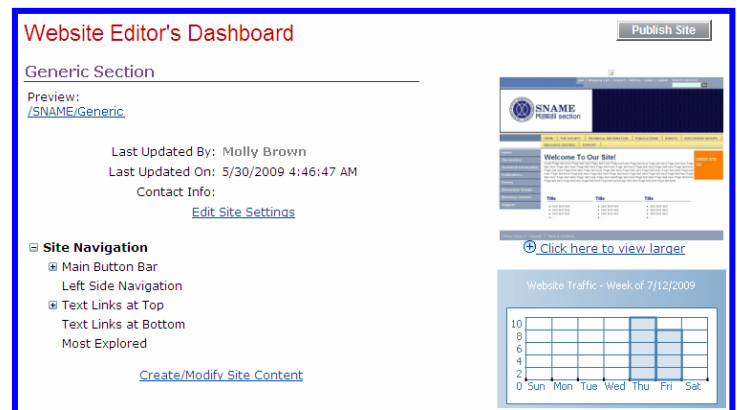 Website Editor's Dashboard
Publish Site
Generic Section
Preview:
/SNAME/Generic
Last Updated By: Molly Brown
Last Updated On: 5/30/2009 4:46:47 AM
Contact Info:
Edit Site Settings
Site Navigation
Main Button Bar
Left Side Navigation
Text Links at Top
Text Links at Bottom
Most Explored
Create/Modify Site Content
SNAME
section
Welcome To Our Site!
Title Title Title
Click here to view larger
Website Traffic - Week of 7/12/2009
10
8
6
4
2
0 Sun Mon Tue Wed Thu Fri Sat